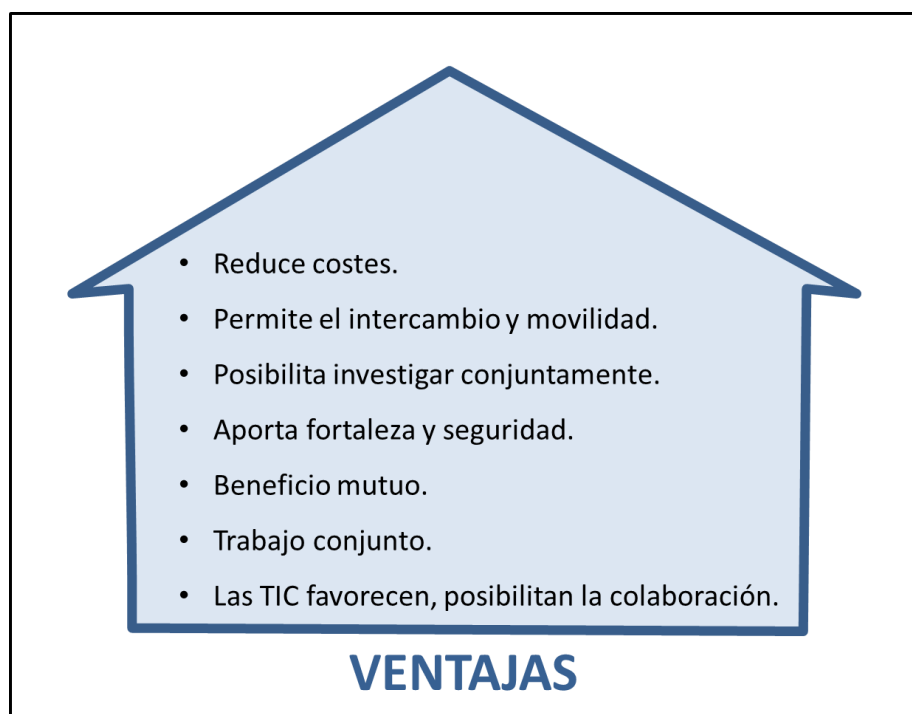 • Reduce costes.
• Permite el intercambio y movilidad.
• Posibilita investigar conjuntamente.
• Aporta fortaleza y seguridad.
• Beneficio mutuo.
• Trabajo conjunto.
• Las TIC favorecen, posibilitan la colaboración.
VENTAJAS